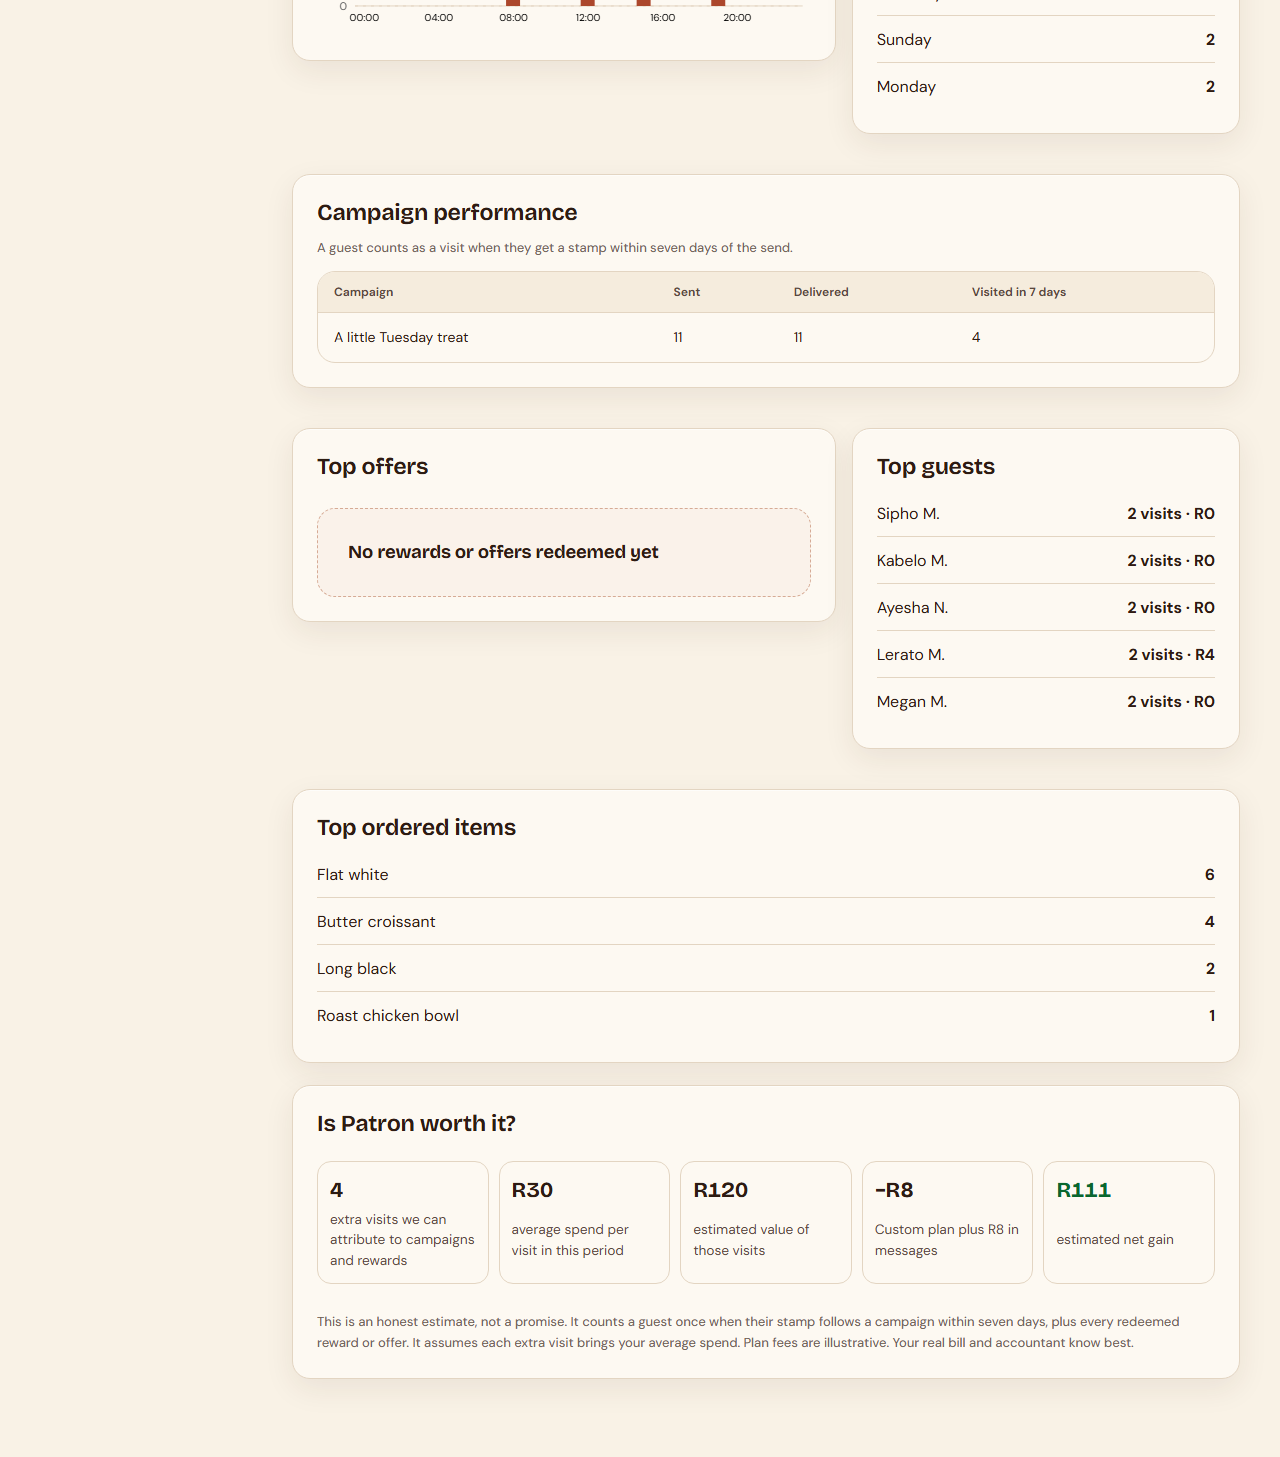 0
00:00 04:00 08:00 12:00 16:00 20:00
Sunday 2
Monday 2
Campaign performance
A guest counts as a visit when they get a stamp within seven days of the send.
Campaign Sent Delivered Visited in 7 days
A little Tuesday treat 11 11 4
Top offers
No rewards or offers redeemed yet
Top guests
Sipho M. 2 visits · R0
Kabelo M. 2 visits · R0
Ayesha N. 2 visits · R0
Lerato M. 2 visits · R4
Megan M. 2 visits · R0
Top ordered items
Flat white 6
Butter croissant 4
Long black 2
Roast chicken bowl 1
Is Patron worth it?
4
extra visits we can
attribute to campaigns
and rewards
R30
average spend per
visit in this period
R120
estimated value of
those visits
−R8
Custom plan plus R8 in
messages
R111
estimated net gain
This is an honest estimate, not a promise. It counts a guest once when their stamp follows a campaign within seven days, plus every redeemed
reward or offer. It assumes each extra visit brings your average spend. Plan fees are illustrative. Your real bill and accountant know best.